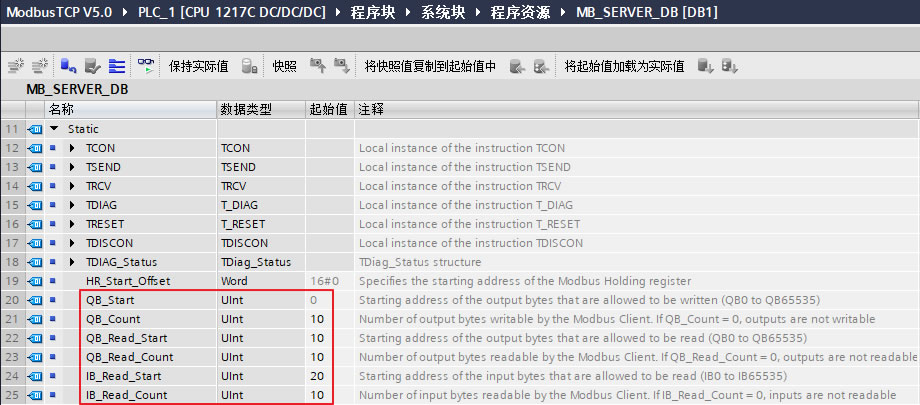 ModbusTCP V5.0 ▸ PLC_1 [CPU 1217C DC/DC/DC] ▸ 程序块 ▸ 系统块 ▸ 程序资源 ▸ MB_SERVER_DB [DB1]
保持实际值 快照 将快照值复制到起始值中 将起始值加载为实际值
MB_SERVER_DB
名称 数据类型 起始值 注释
11 Static
12 TCON TCON Local instance of the instruction TCON
13 TSEND TSEND Local instance of the instruction TSEND
14 TRCV TRCV Local instance of the instruction TRCV
15 TDIAG T_DIAG Local instance of the instruction T_DIAG
16 TRESET T_RESET Local instance of the instruction T_RESET
17 TDISCON TDISCON Local instance of the instruction TDISCON
18 TDIAG_Status TDiag_Status TDiag_Status structure
19 HR_Start_Offset Word 16#0 Specifies the starting address of the Modbus Holding register
20 QB_Start UInt 0 Starting address of the output bytes that are allowed to be written (QB0 to QB65535)
21 QB_Count UInt 10 Number of output bytes writable by the Modbus Client. If QB_Count = 0, outputs are not writable
22 QB_Read_Start UInt 10 Starting address of the output bytes that are allowed to be read (QB0 to QB65535)
23 QB_Read_Count UInt 10 Number of output bytes readable by the Modbus Client. If QB_Read_Count = 0, outputs are not readable
24 IB_Read_Start UInt 20 Starting address of the input bytes that are allowed to be read (IB0 to IB65535)
25 IB_Read_Count UInt 10 Number of input bytes readable by the Modbus Client. If IB_Read_Count = 0, inputs are not readable